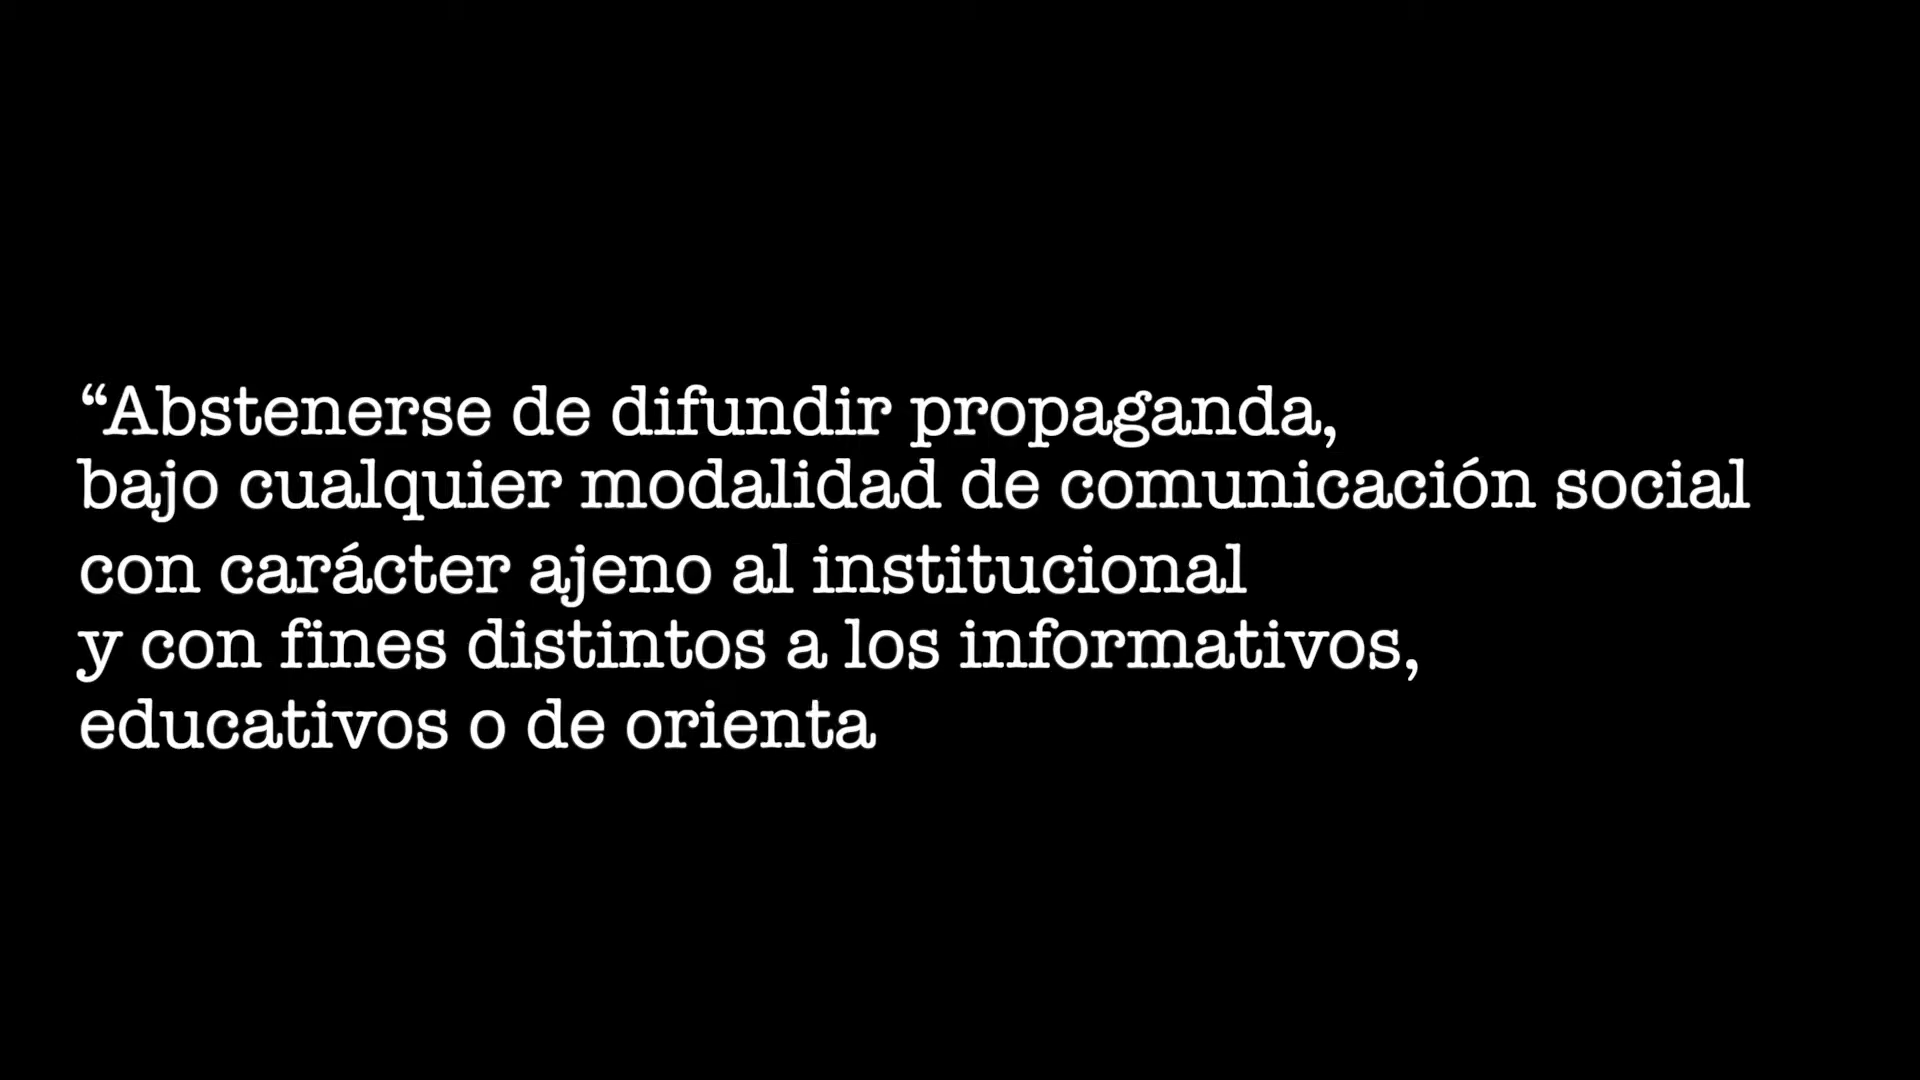 “Abstenerse de difundir propaganda,
bajo cualquier modalidad de comunicación social
con carácter ajeno al institucional
y con fines distintos a los informativos,
educativos o de orienta